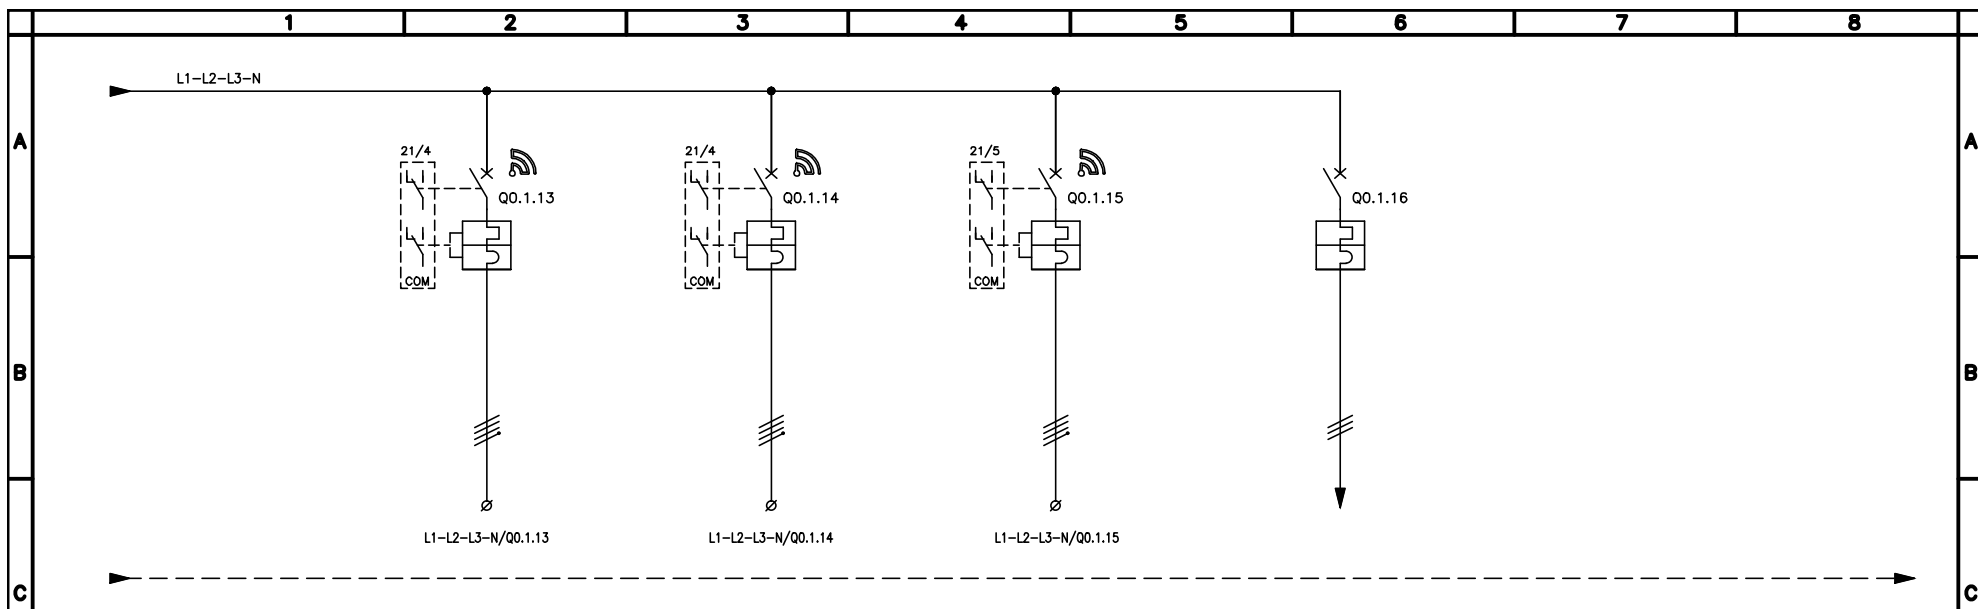 1 2 3 4 5 6 7 8
L1-L2-L3-N
A A
21/4 21/4 21/5
Q0.1.13 Q0.1.14 Q0.1.15 Q0.1.16
COM COM COM
B B
L1-L2-L3-N/Q0.1.13 L1-L2-L3-N/Q0.1.14 L1-L2-L3-N/Q0.1.15
C C